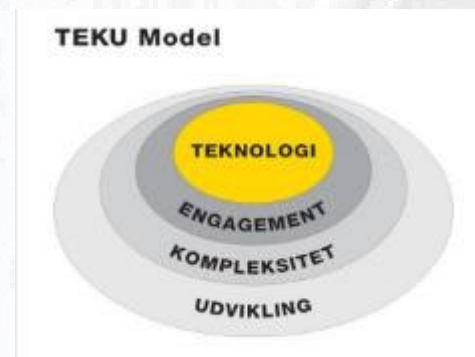 TEKU Model
TEKNOLOGI
ENGAGEMENT
KOMPLEKSITET
UDVIKLING